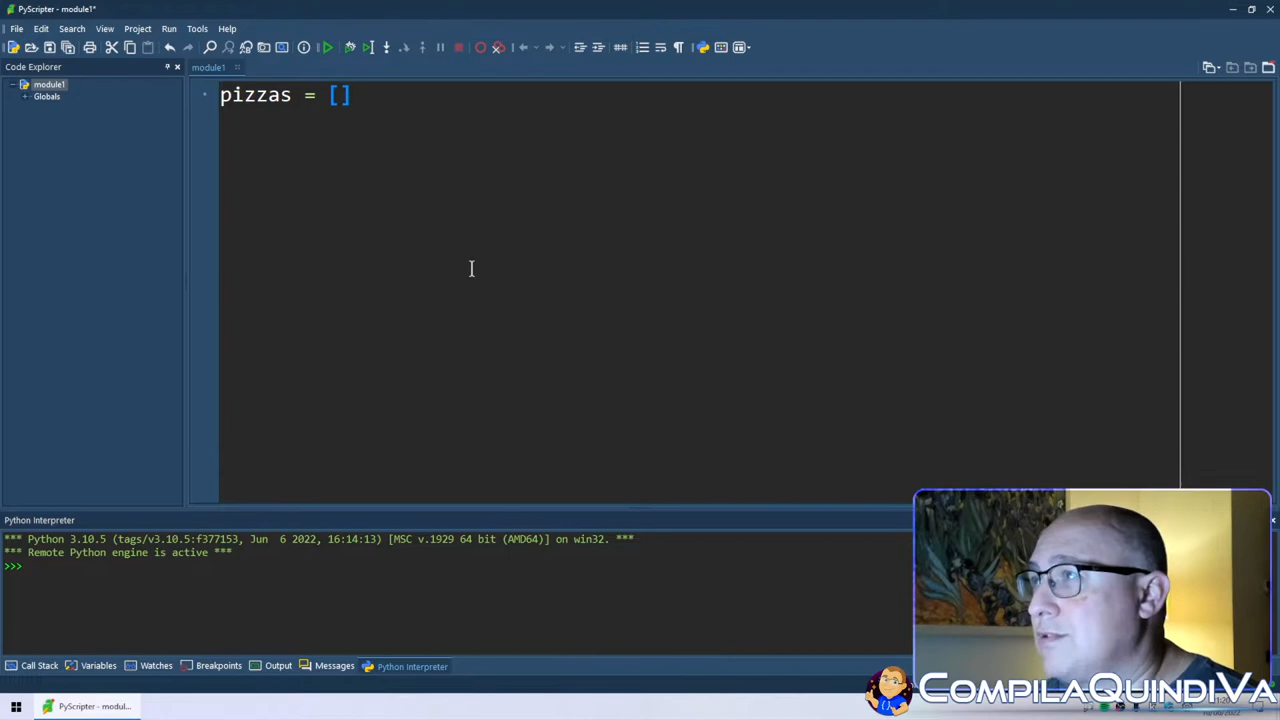 PyScripter - module1*
File Edit Search View Project Run Tools Help
Code Explorer
module1
module1
Globals
pizzas = []
Python Interpreter
*** Python 3.10.5 (tags/v3.10.5:f377153, Jun 6 2022, 16:14:13) [MSC v.1929 64 bit (AMD64)] on win32. ***
*** Remote Python engine is active ***
>>>
Call Stack Variables Watches Breakpoints Output Messages Python Interpreter
COMPILAQUINDIVA
PyScripter - modul...